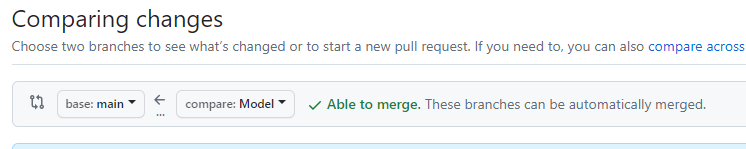 Comparing changes
Choose two branches to see what's changed or to start a new pull request. If you need to, you can also compare across
base: main ← compare: Model ✓ Able to merge. These branches can be automatically merged.
...